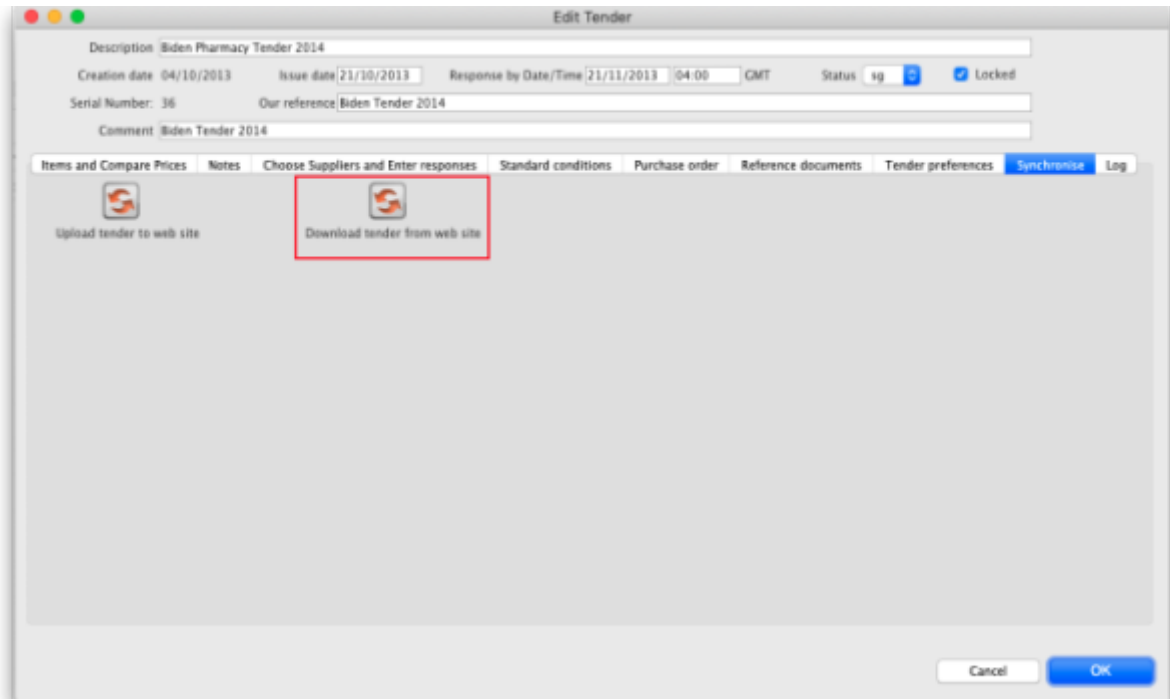 Edit Tender
Description Biden Pharmacy Tender 2014
Creation date 04/10/2013 Issue date 21/10/2013 Response by Date/Time 21/11/2013 04:00 GMT Status sg Locked
Serial Number: 36 Our reference Biden Tender 2014
Comment Biden Tender 2014
Items and Compare Prices Notes Choose Suppliers and Enter responses Standard conditions Purchase order Reference documents Tender preferences Synchronise Log
Upload tender to web site Download tender from web site
Cancel OK